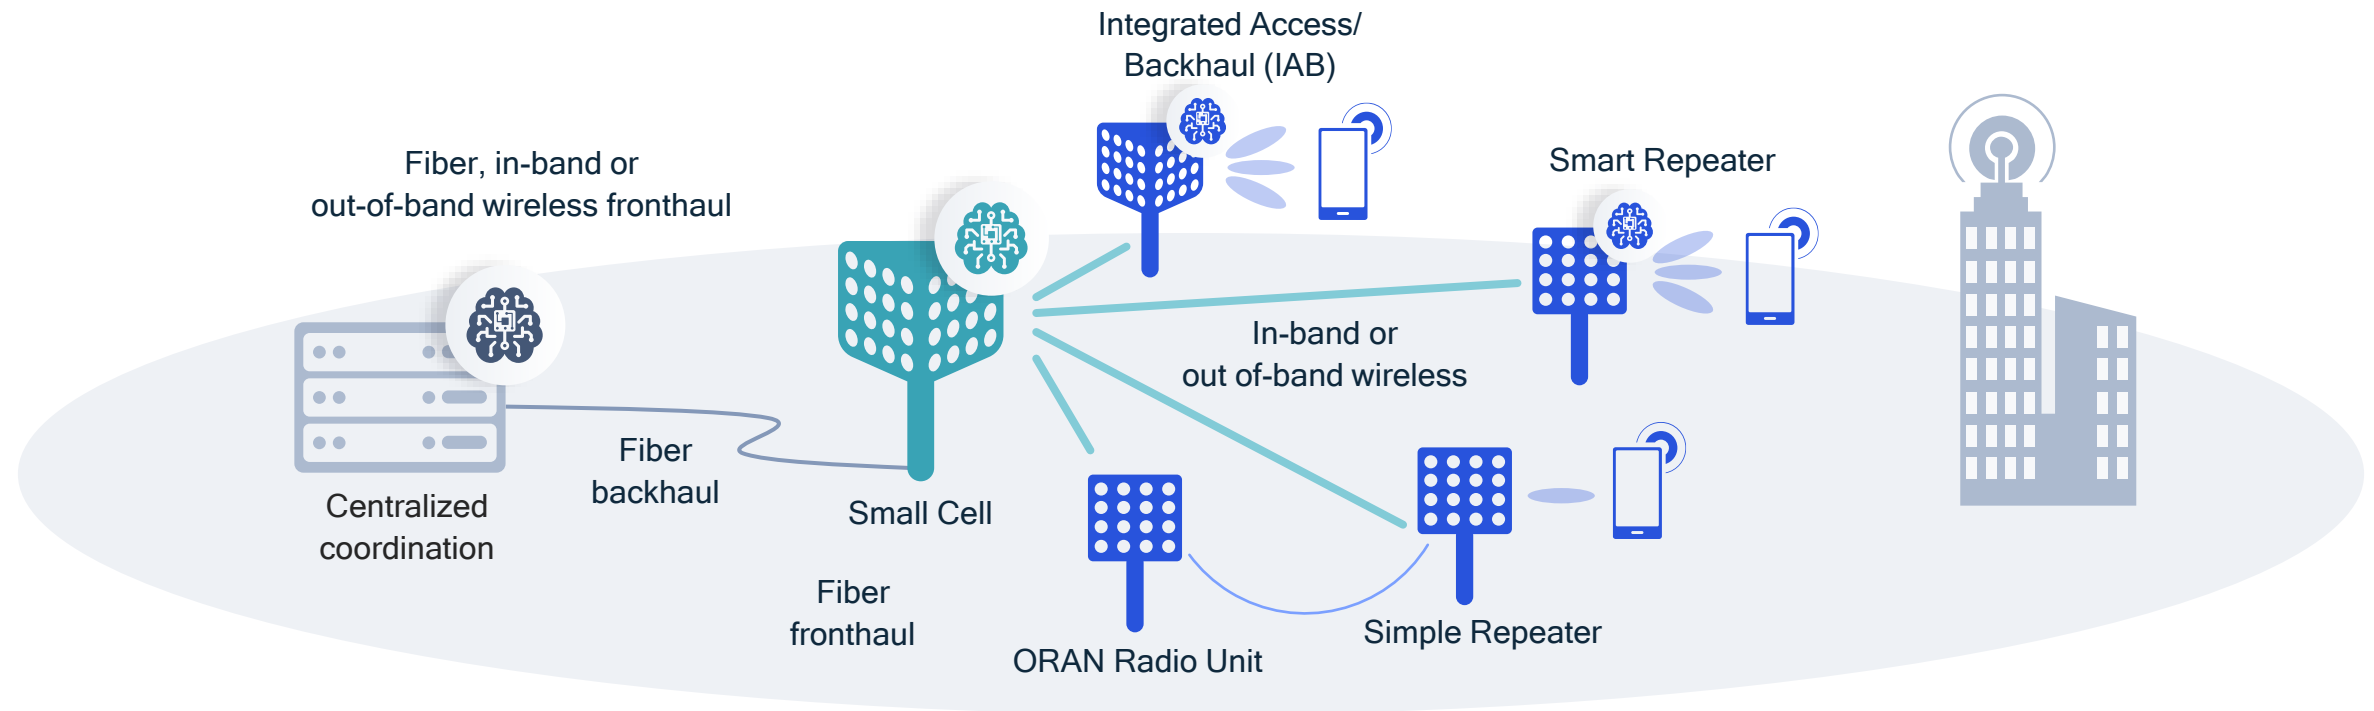 Integrated Access/
Backhaul (IAB)
Fiber, in-band or
out-of-band wireless fronthaul
Smart Repeater
In-band or
out of-band wireless
Fiber
backhaul
Centralized
coordination
Small Cell
Fiber
fronthaul
ORAN Radio Unit
Simple Repeater